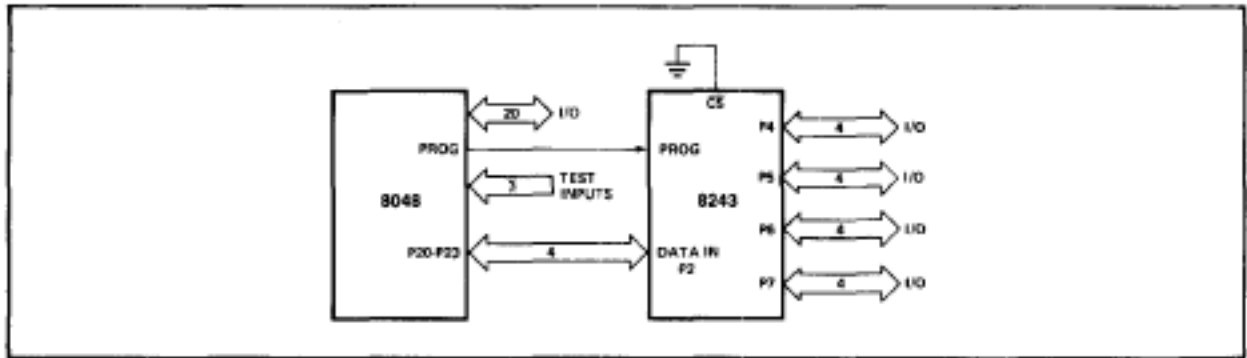 CS
20 I/O
P4 4 I/O
PROG PROG
3 TEST INPUTS
P5 4 I/O
8048 8243
P6 4 I/O
P20-P23 4 DATA IN
P2
P7 4 I/O